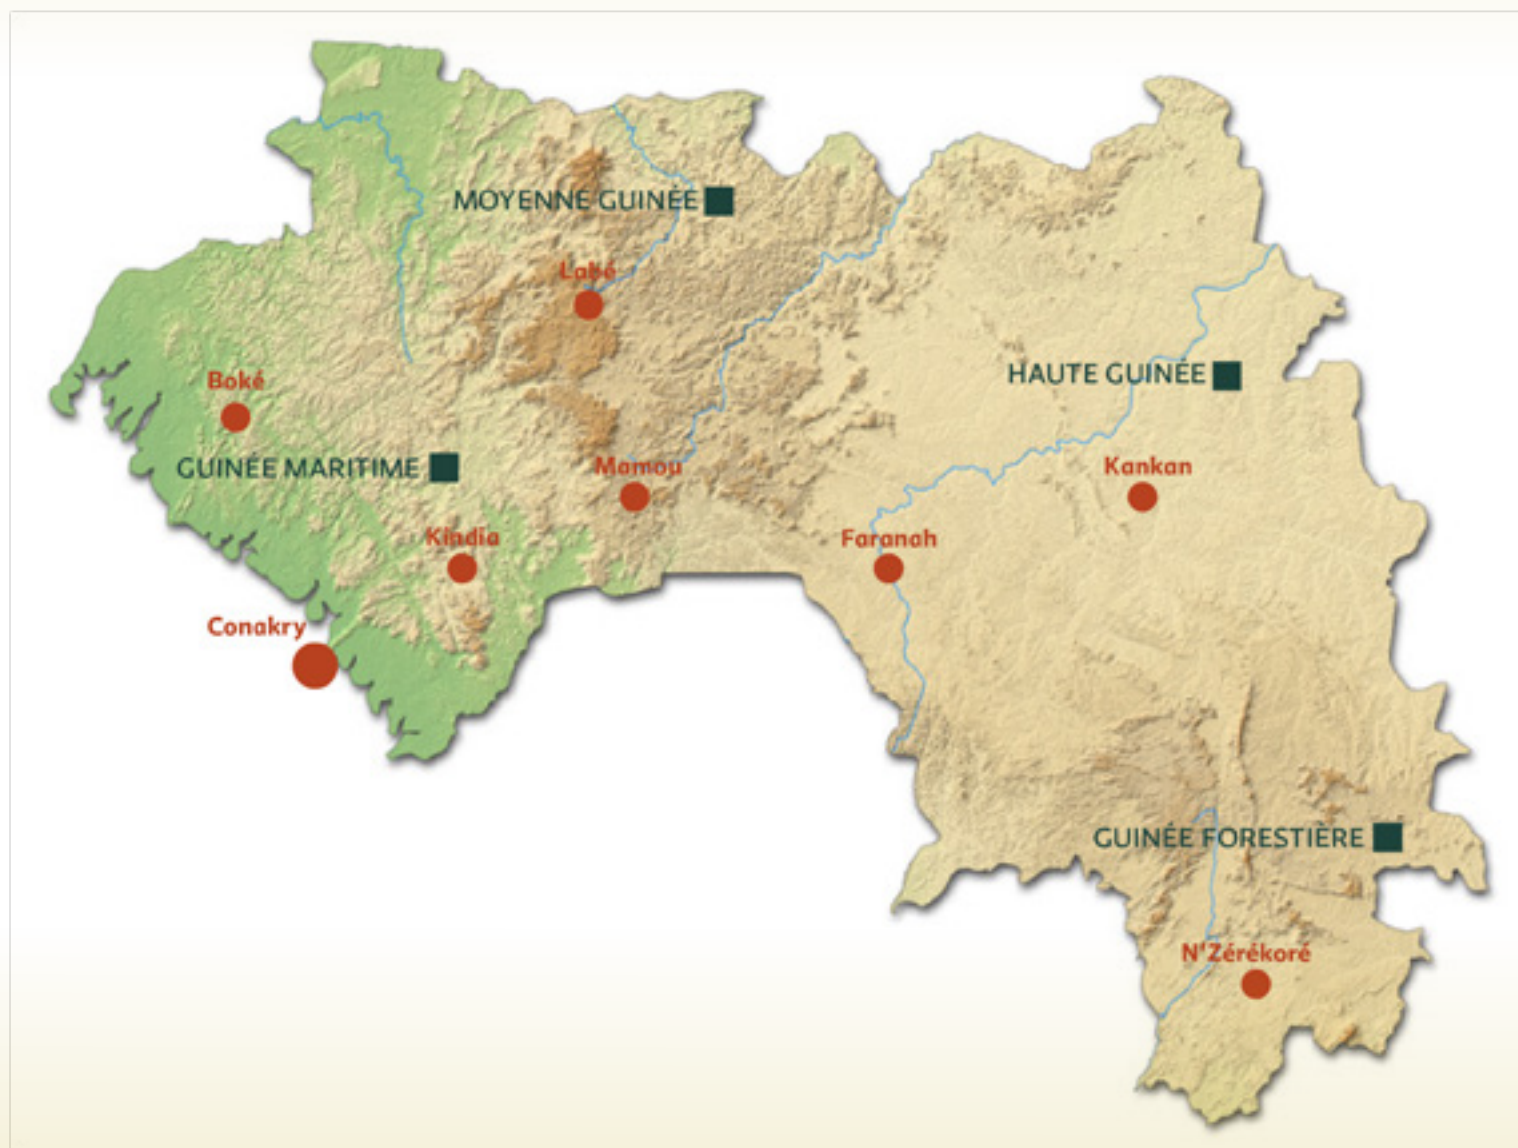 MOYENNE GUINÉE
Labé
HAUTE GUINÉE
Boké
GUINÉE MARITIME
Mamou
Kankan
Kindia
Faranah
Conakry
GUINÉE FORESTIÈRE
N'Zérékoré